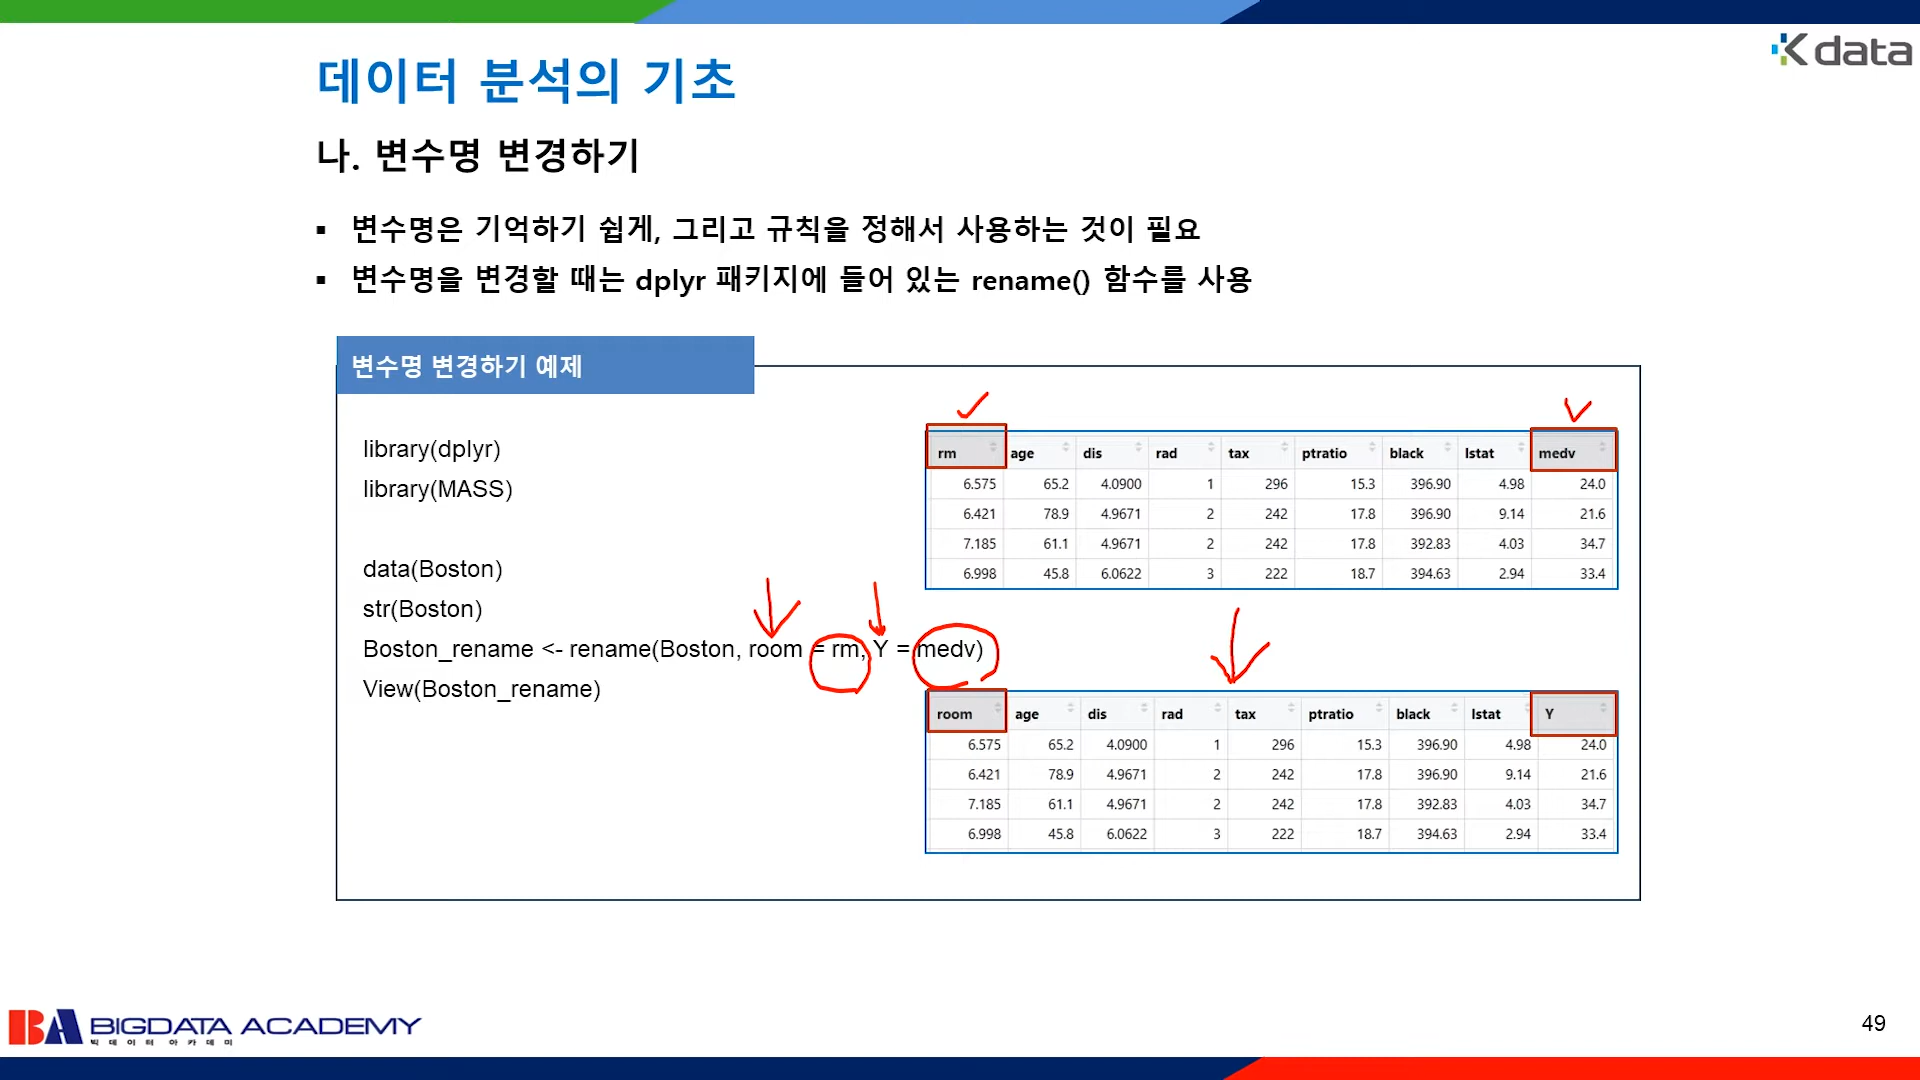 Kdata
데이터 분석의 기초
나. 변수명 변경하기
▪ 변수명은 기억하기 쉽게, 그리고 규칙을 정해서 사용하는 것이 필요
▪ 변수명을 변경할 때는 dplyr 패키지에 들어 있는 rename() 함수를 사용
변수명 변경하기 예제
library(dplyr)
library(MASS)
data(Boston)
str(Boston)
Boston_rename <- rename(Boston, room = rm, Y = medv)
View(Boston_rename)
rm age dis rad tax ptratio black lstat medv
6.575 65.2 4.0900 1 296 15.3 396.90 4.98 24.0
6.421 78.9 4.9671 2 242 17.8 396.90 9.14 21.6
7.185 61.1 4.9671 2 242 17.8 392.83 4.03 34.7
6.998 45.8 6.0622 3 222 18.7 394.63 2.94 33.4
room age dis rad tax ptratio black lstat Y
6.575 65.2 4.0900 1 296 15.3 396.90 4.98 24.0
6.421 78.9 4.9671 2 242 17.8 396.90 9.14 21.6
7.185 61.1 4.9671 2 242 17.8 392.83 4.03 34.7
6.998 45.8 6.0622 3 222 18.7 394.63 2.94 33.4
BA BIGDATA ACADEMY
빅데이터아카데미
49